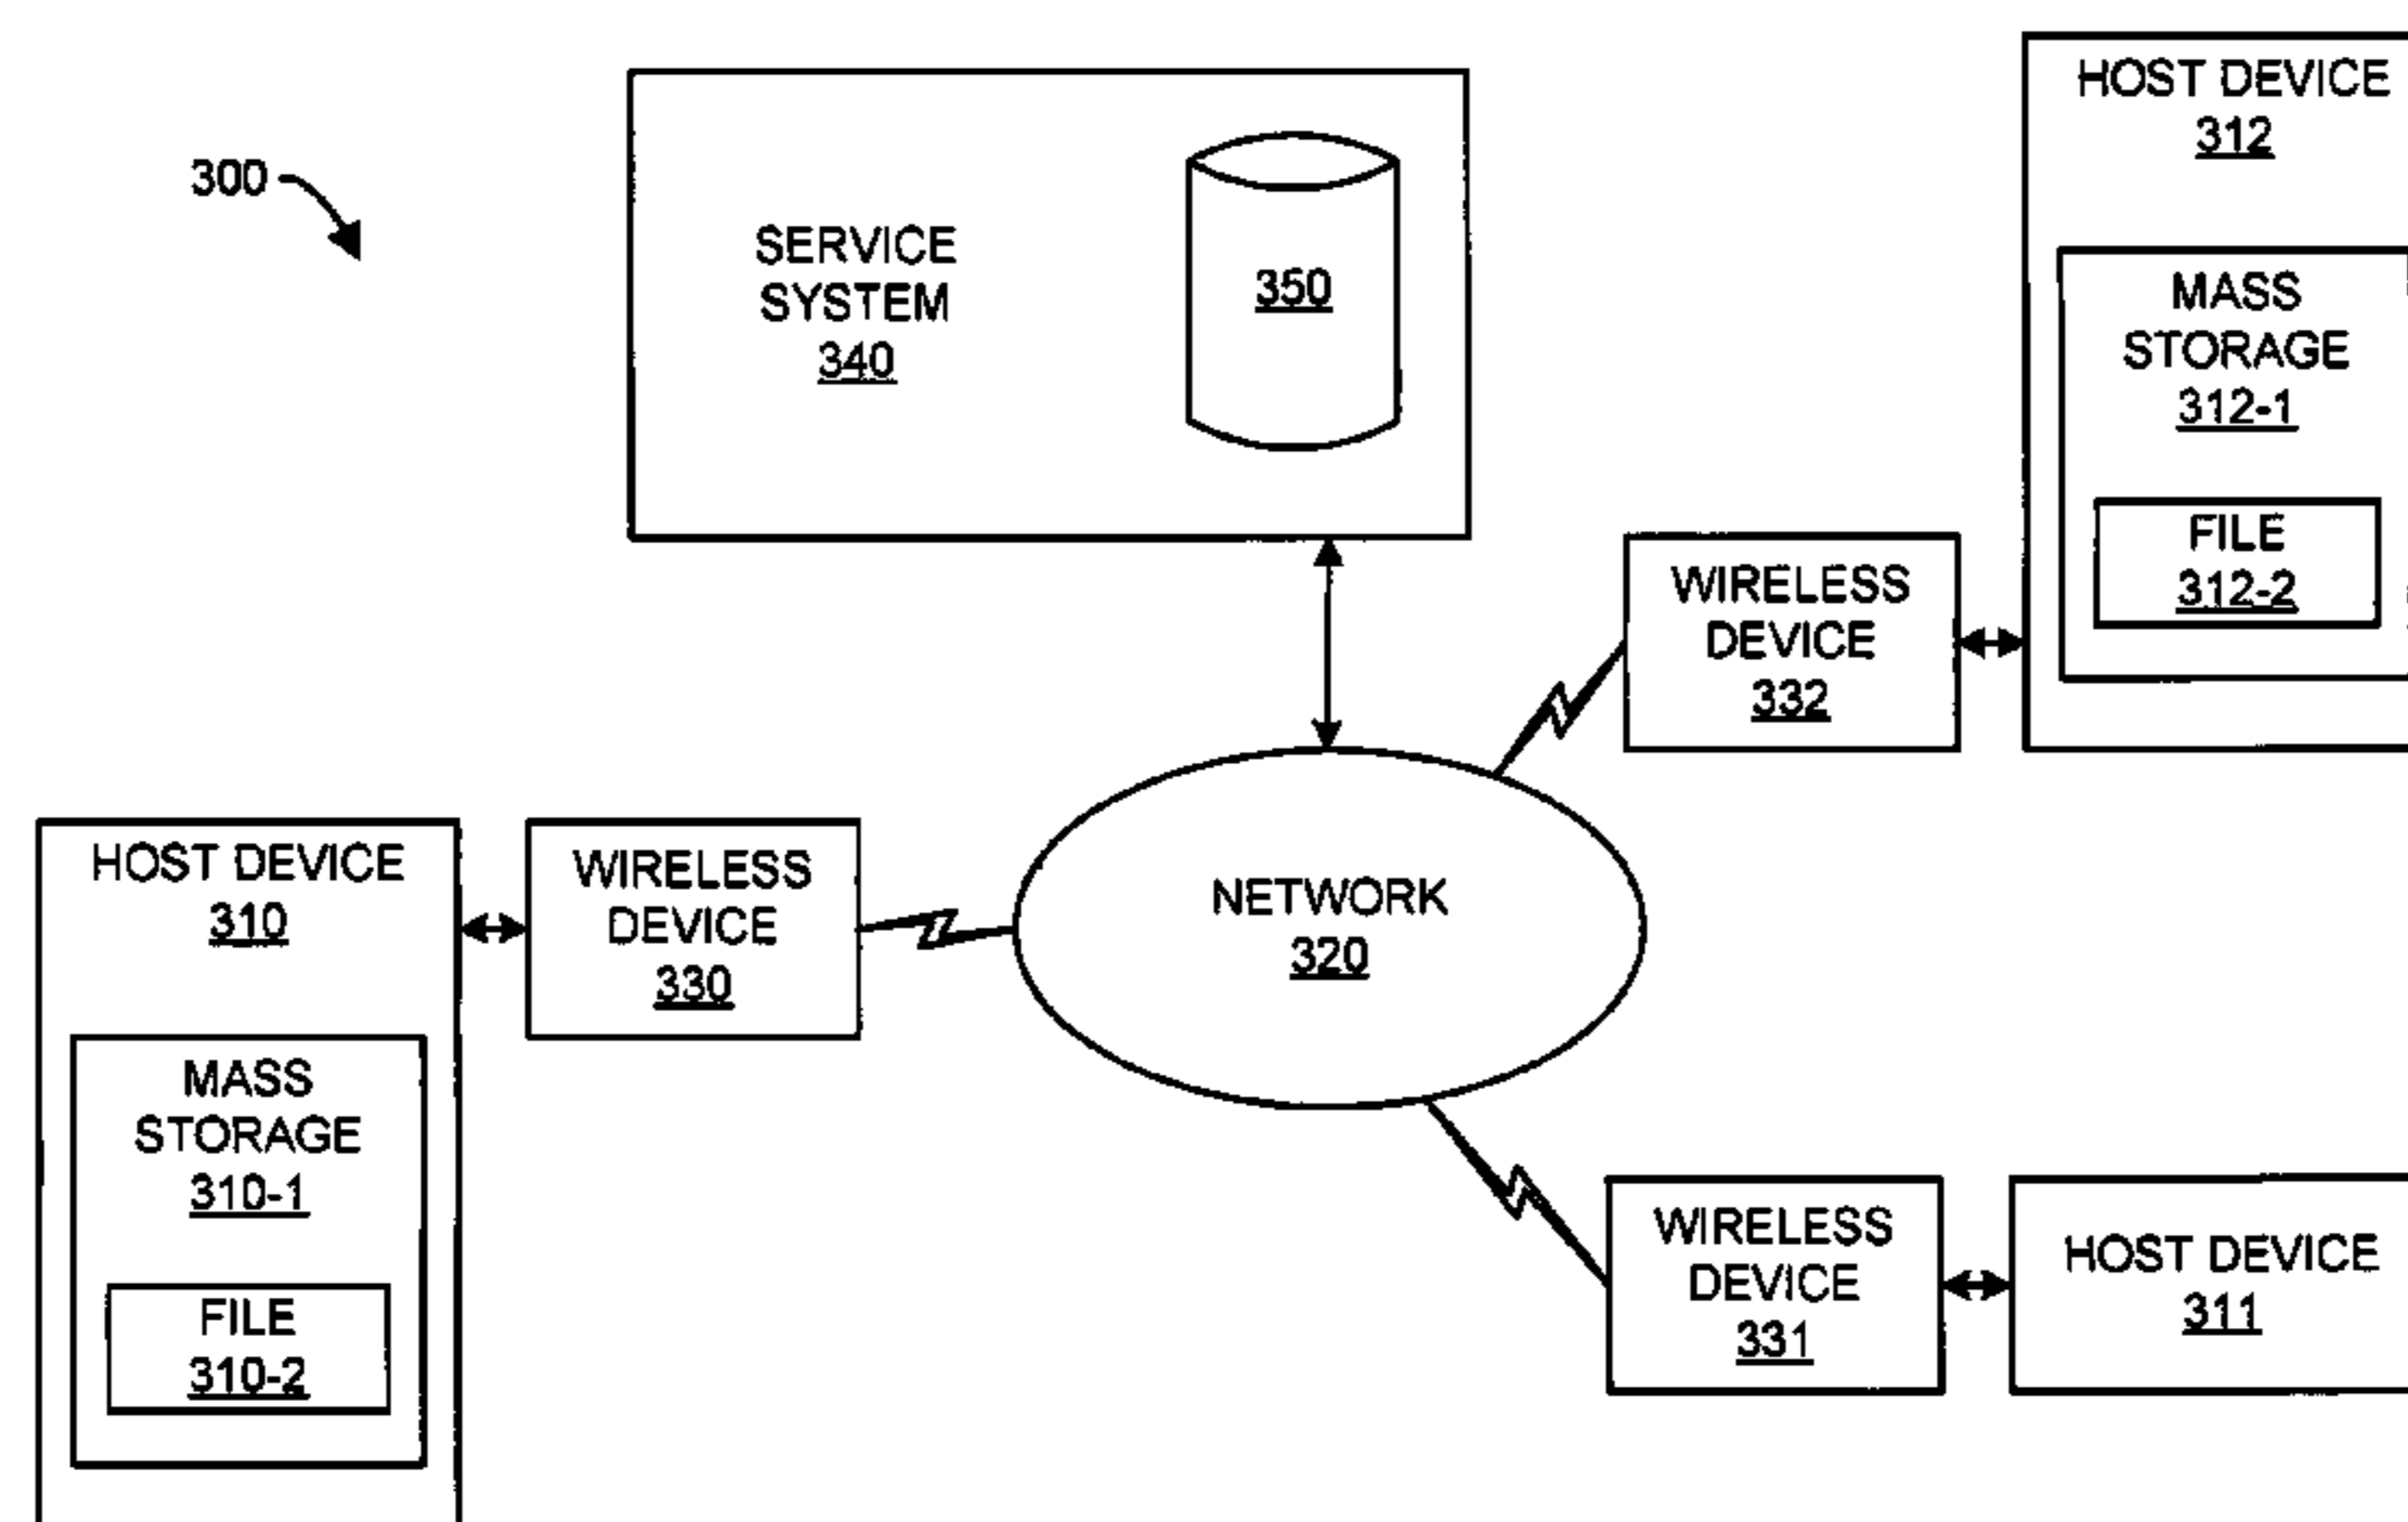 300
SERVICE
SYSTEM
340
350
HOST DEVICE
312
MASS
STORAGE
312-1
FILE
312-2
WIRELESS
DEVICE
332
HOST DEVICE
310
MASS
STORAGE
310-1
FILE
310-2
WIRELESS
DEVICE
330
NETWORK
320
WIRELESS
DEVICE
331
HOST DEVICE
311